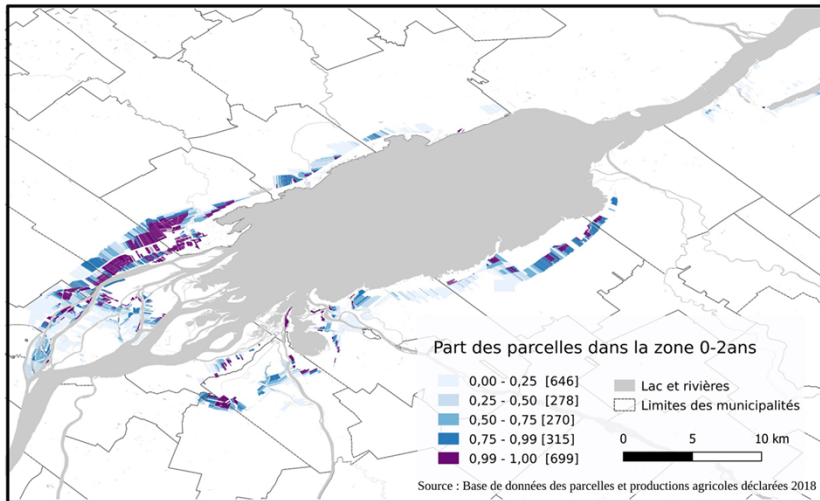 Part des parcelles dans la zone 0-2ans
0,00 - 0,25 [646]
0,25 - 0,50 [278]
0,50 - 0,75 [270]
0,75 - 0,99 [315]
0,99 - 1,00 [699]
Lac et rivières
Limites des municipalités
0 5 10 km
Source : Base de données des parcelles et productions agricoles déclarées 2018